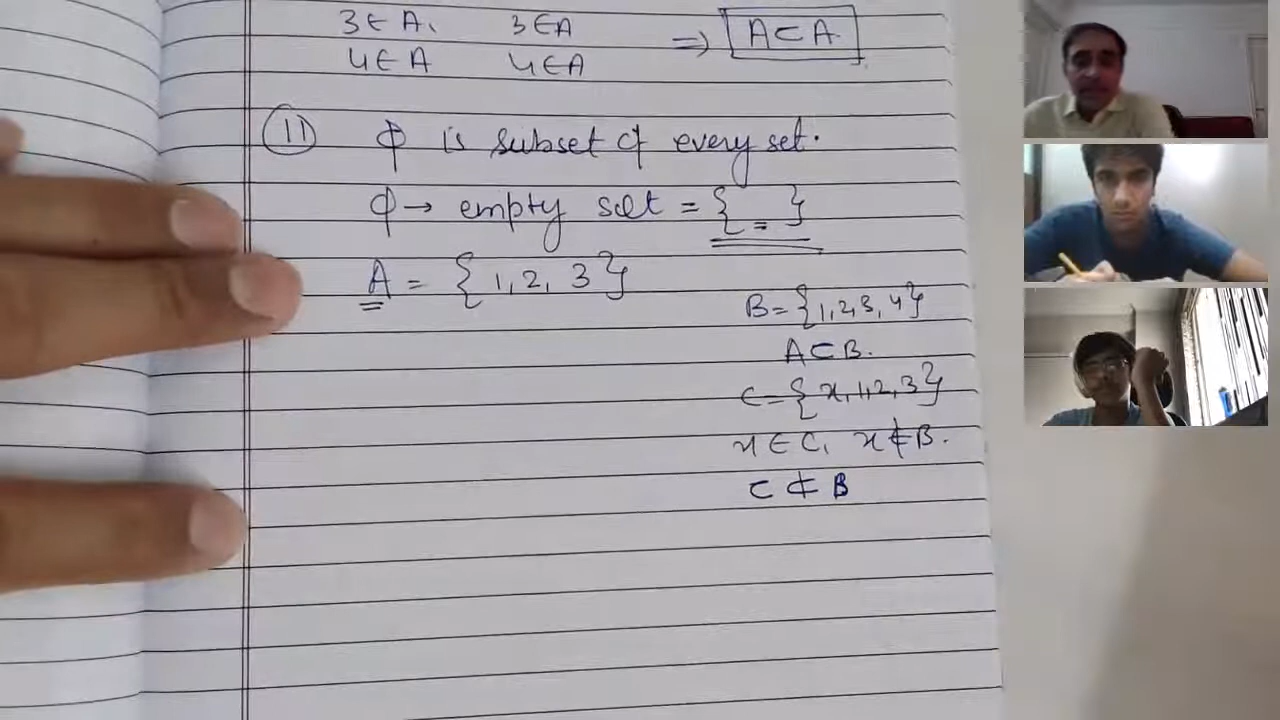 3 ∈ A, 3 ∈ A
4 ∈ A 4 ∈ A ⇒ A ⊂ A.
(11) Φ is subset of every set.
Φ → empty set = { = }
A = { 1, 2, 3 }
B = {1, 2, 3, 4}
A ⊂ B.
C = { x, 1, 2, 3 }
x ∈ C, x ∉ B.
C ⊄ B